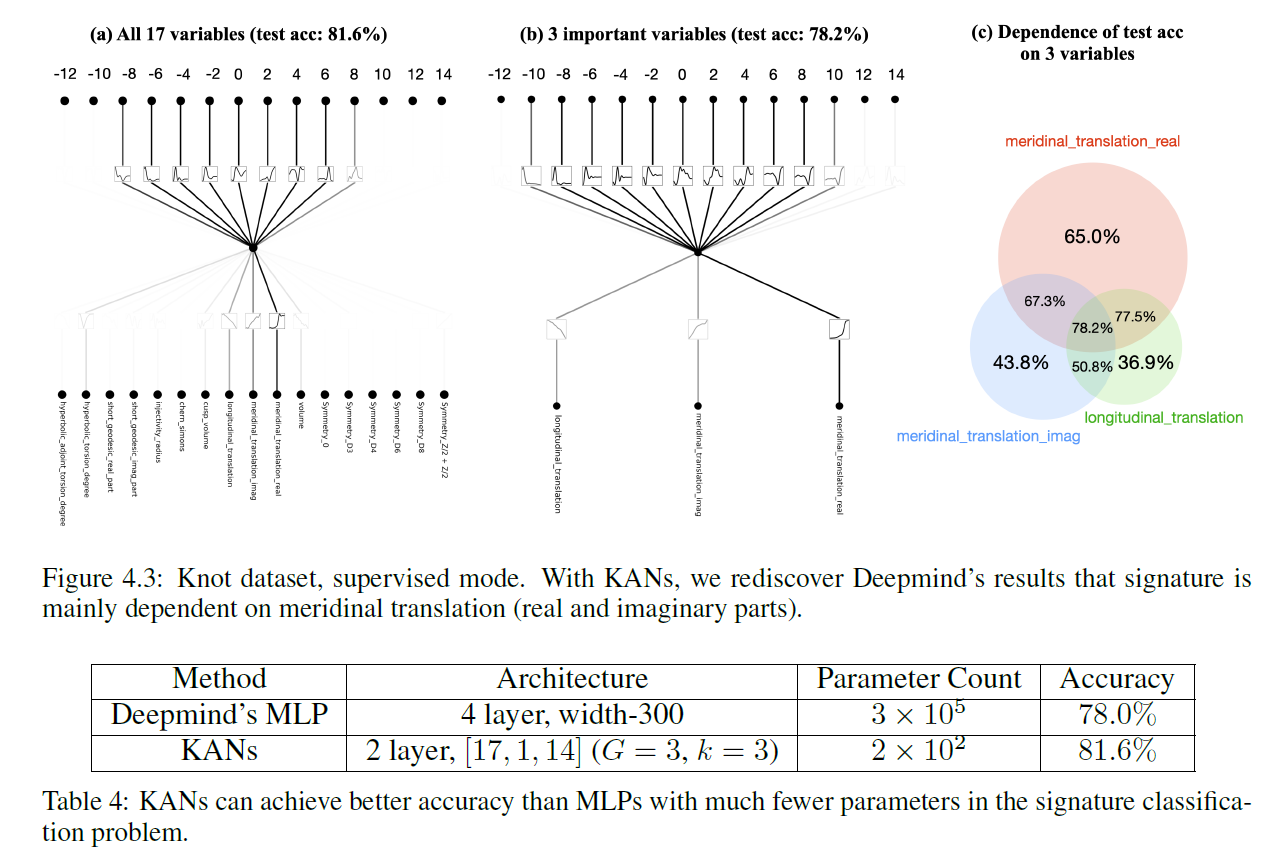 (a) All 17 variables (test acc: 81.6%)
-12 -10 -8 -6 -4 -2 0 2 4 6 8 10 12 14
hyperbolic_adjoint_torsion_degree
hyperbolic_torsion_degree
short_geodesic_real_part
short_geodesic_imag_part
injectivity_radius
chern_simons
cusp_volume
longitudinal_translation
meridinal_translation_imag
meridinal_translation_real
volume
Symmetry_0
Symmetry_D3
Symmetry_D4
Symmetry_D6
Symmetry_D8
Symmetry_Z/2 + Z/2
(b) 3 important variables (test acc: 78.2%)
-12 -10 -8 -6 -4 -2 0 2 4 6 8 10 12 14
longitudinal_translation
meridinal_translation_imag
meridinal_translation_real
(c) Dependence of test acc
on 3 variables
meridinal_translation_real
65.0%
67.3%
77.5%
78.2%
43.8%
50.8%
36.9%
longitudinal_translation
meridinal_translation_imag
Figure 4.3: Knot dataset, supervised mode. With KANs, we rediscover Deepmind's results that signature is
mainly dependent on meridinal translation (real and imaginary parts).
Method Architecture Parameter Count Accuracy
Deepmind's MLP 4 layer, width-300 3 × 10⁵ 78.0%
KANs 2 layer, [17, 1, 14] (G = 3, k = 3) 2 × 10² 81.6%
Table 4: KANs can achieve better accuracy than MLPs with much fewer parameters in the signature classifica-
tion problem.